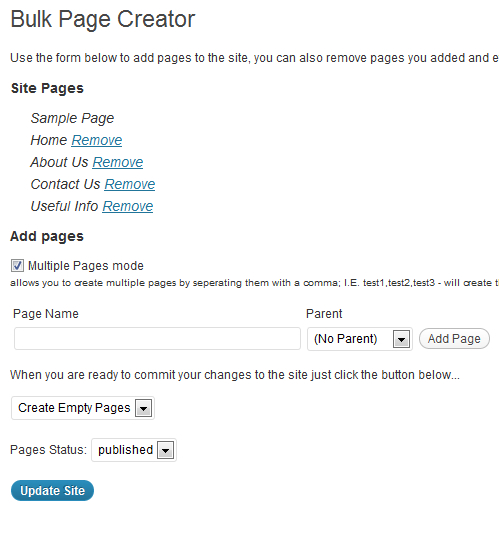 Bulk Page Creator
Use the form below to add pages to the site, you can also remove pages you added and e
Site Pages
Sample Page
Home Remove
About Us Remove
Contact Us Remove
Useful Info Remove
Add pages
Multiple Pages mode
allows you to create multiple pages by seperating them with a comma; I.E. test1,test2,test3 - will create t
Page Name Parent
(No Parent) Add Page
When you are ready to commit your changes to the site just click the button below...
Create Empty Pages
Pages Status: published
Update Site